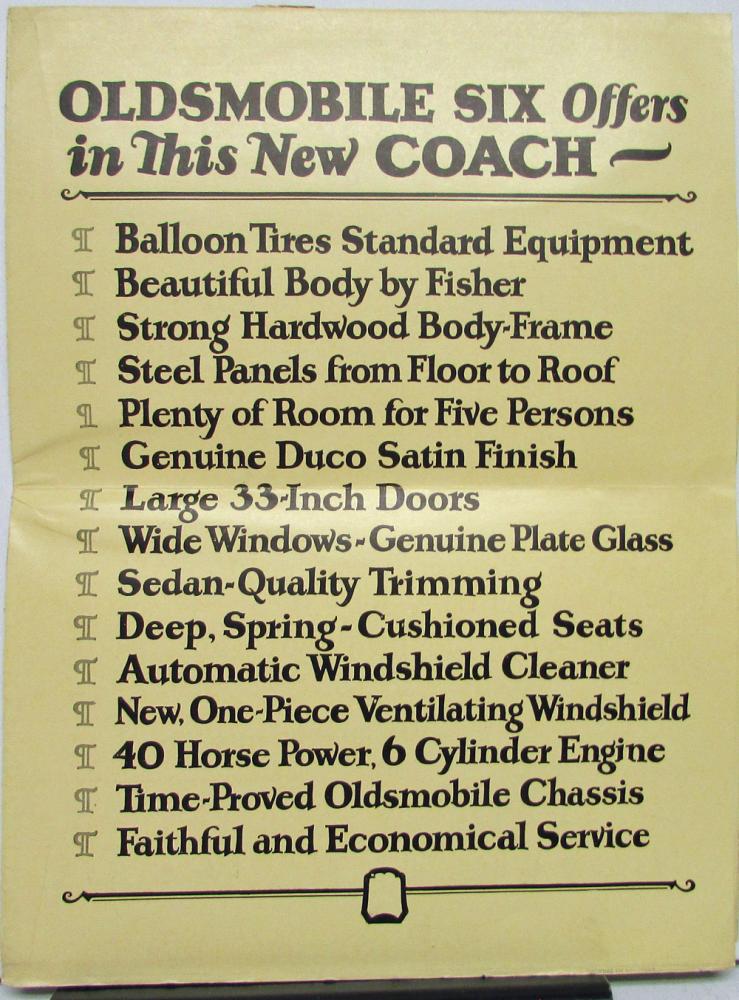 OLDSMOBILE SIX Offers
in This New COACH~
¶ Balloon Tires Standard Equipment
¶ Beautiful Body by Fisher
¶ Strong Hardwood Body-Frame
¶ Steel Panels from Floor to Roof
¶ Plenty of Room for Five Persons
¶ Genuine Duco Satin Finish
¶ Large 33-Inch Doors
¶ Wide Windows-Genuine Plate Glass
¶ Sedan-Quality Trimming
¶ Deep, Spring-Cushioned Seats
¶ Automatic Windshield Cleaner
¶ New, One-Piece Ventilating Windshield
¶ 40 Horse Power, 6 Cylinder Engine
¶ Time-Proved Oldsmobile Chassis
¶ Faithful and Economical Service